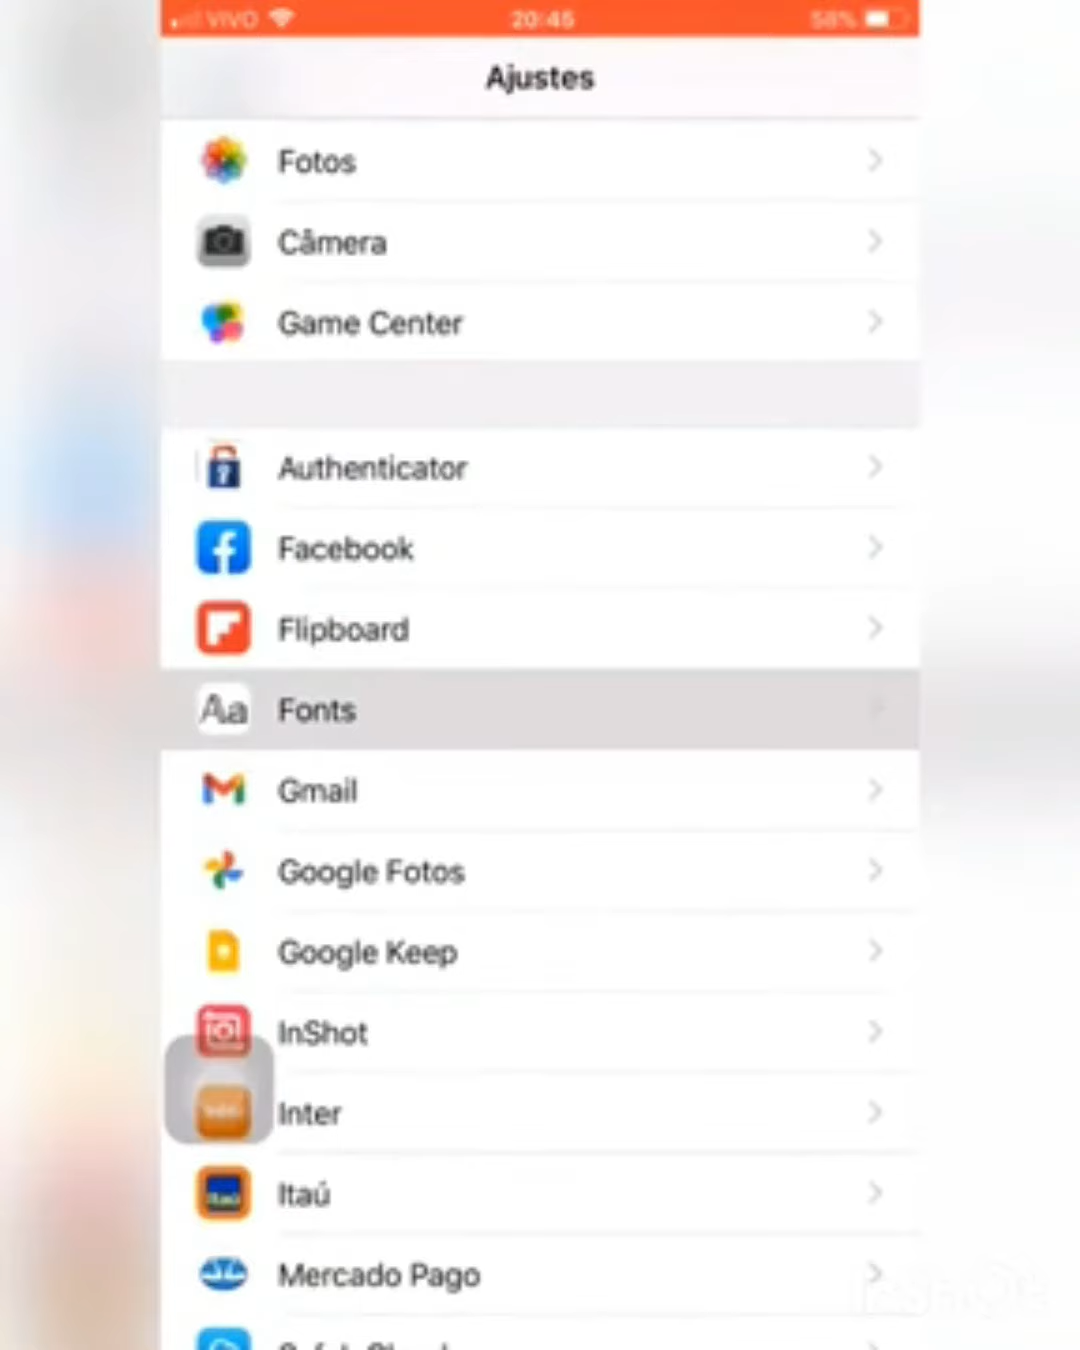 VIVO 20:45 58%
Ajustes
Fotos
Câmera
Game Center
Authenticator
Facebook
Flipboard
Aa Fonts
Gmail
Google Fotos
Google Keep
InShot
Inter
Itaú
Mercado Pago